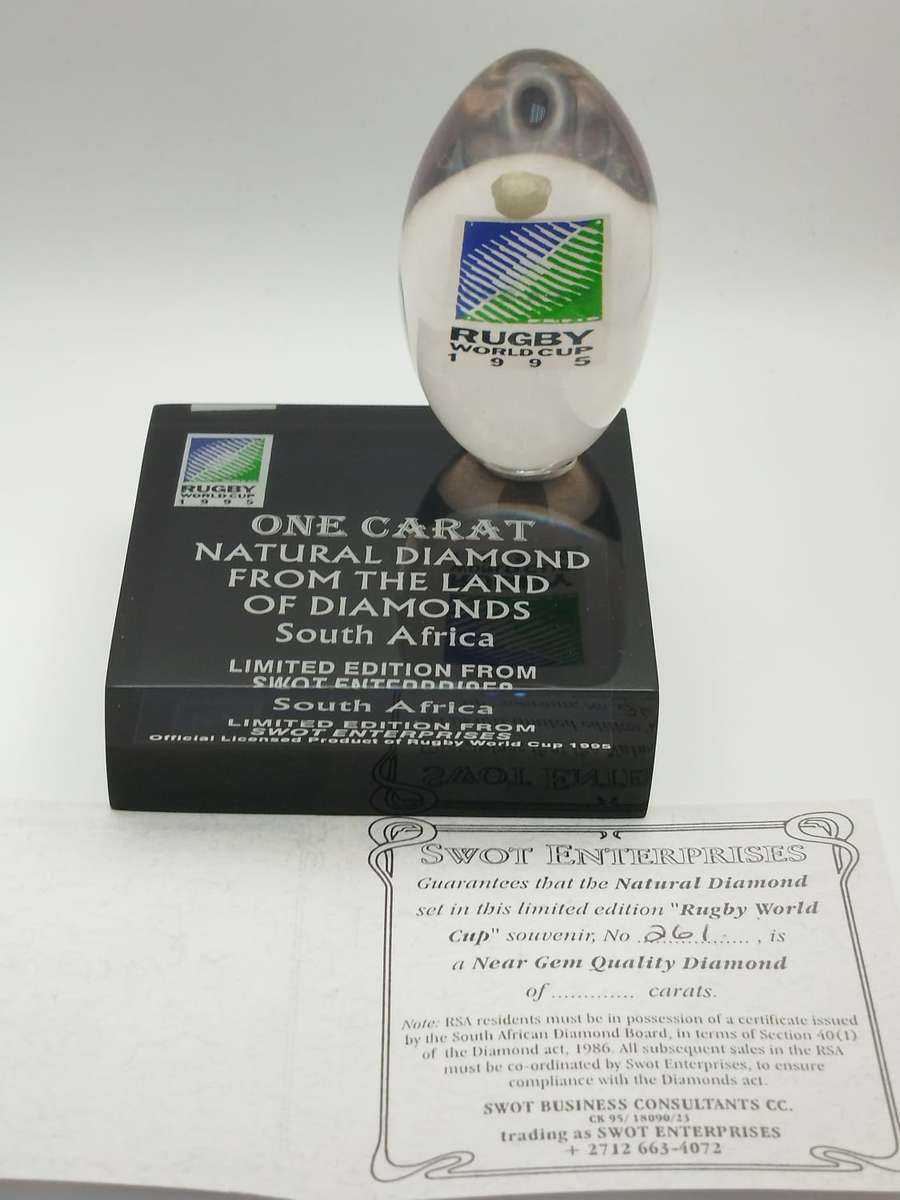 RUGBY
WORLD CUP
1 9 9 5
RUGBY
WORLD CUP
1 9 9 5
ONE CARAT
NATURAL DIAMOND
FROM THE LAND
OF DIAMONDS
South Africa
LIMITED EDITION FROM
SWOT ENTERPRISES
South Africa
LIMITED EDITION FROM
SWOT ENTERPRISES
Official Licensed Product of Rugby World Cup 1995
SWOT ENTERPRISES
Guarantees that the Natural Diamond
set in this limited edition "Rugby World
Cup" souvenir, No 261 , is
a Near Gem Quality Diamond
of ............. carats.
Note: RSA residents must be in possession of a certificate issued
by the South African Diamond Board, in terms of Section 40(1)
of the Diamond act, 1986. All subsequent sales in the RSA
must be co-ordinated by Swot Enterprises, to ensure
compliance with the Diamonds act.
SWOT BUSINESS CONSULTANTS CC.
CK 95/ 18090/23
trading as SWOT ENTERPRISES
+ 2712 663-4072